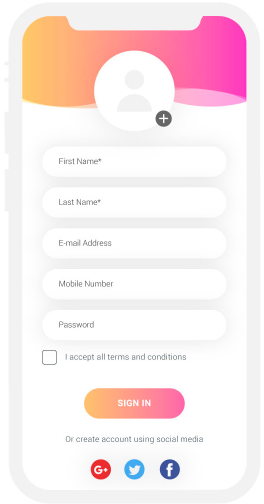 First Name*
Last Name*
E-mail Address
Mobile Number
Password
I accept all terms and conditions
SIGN IN
Or create account using social media
G+
f